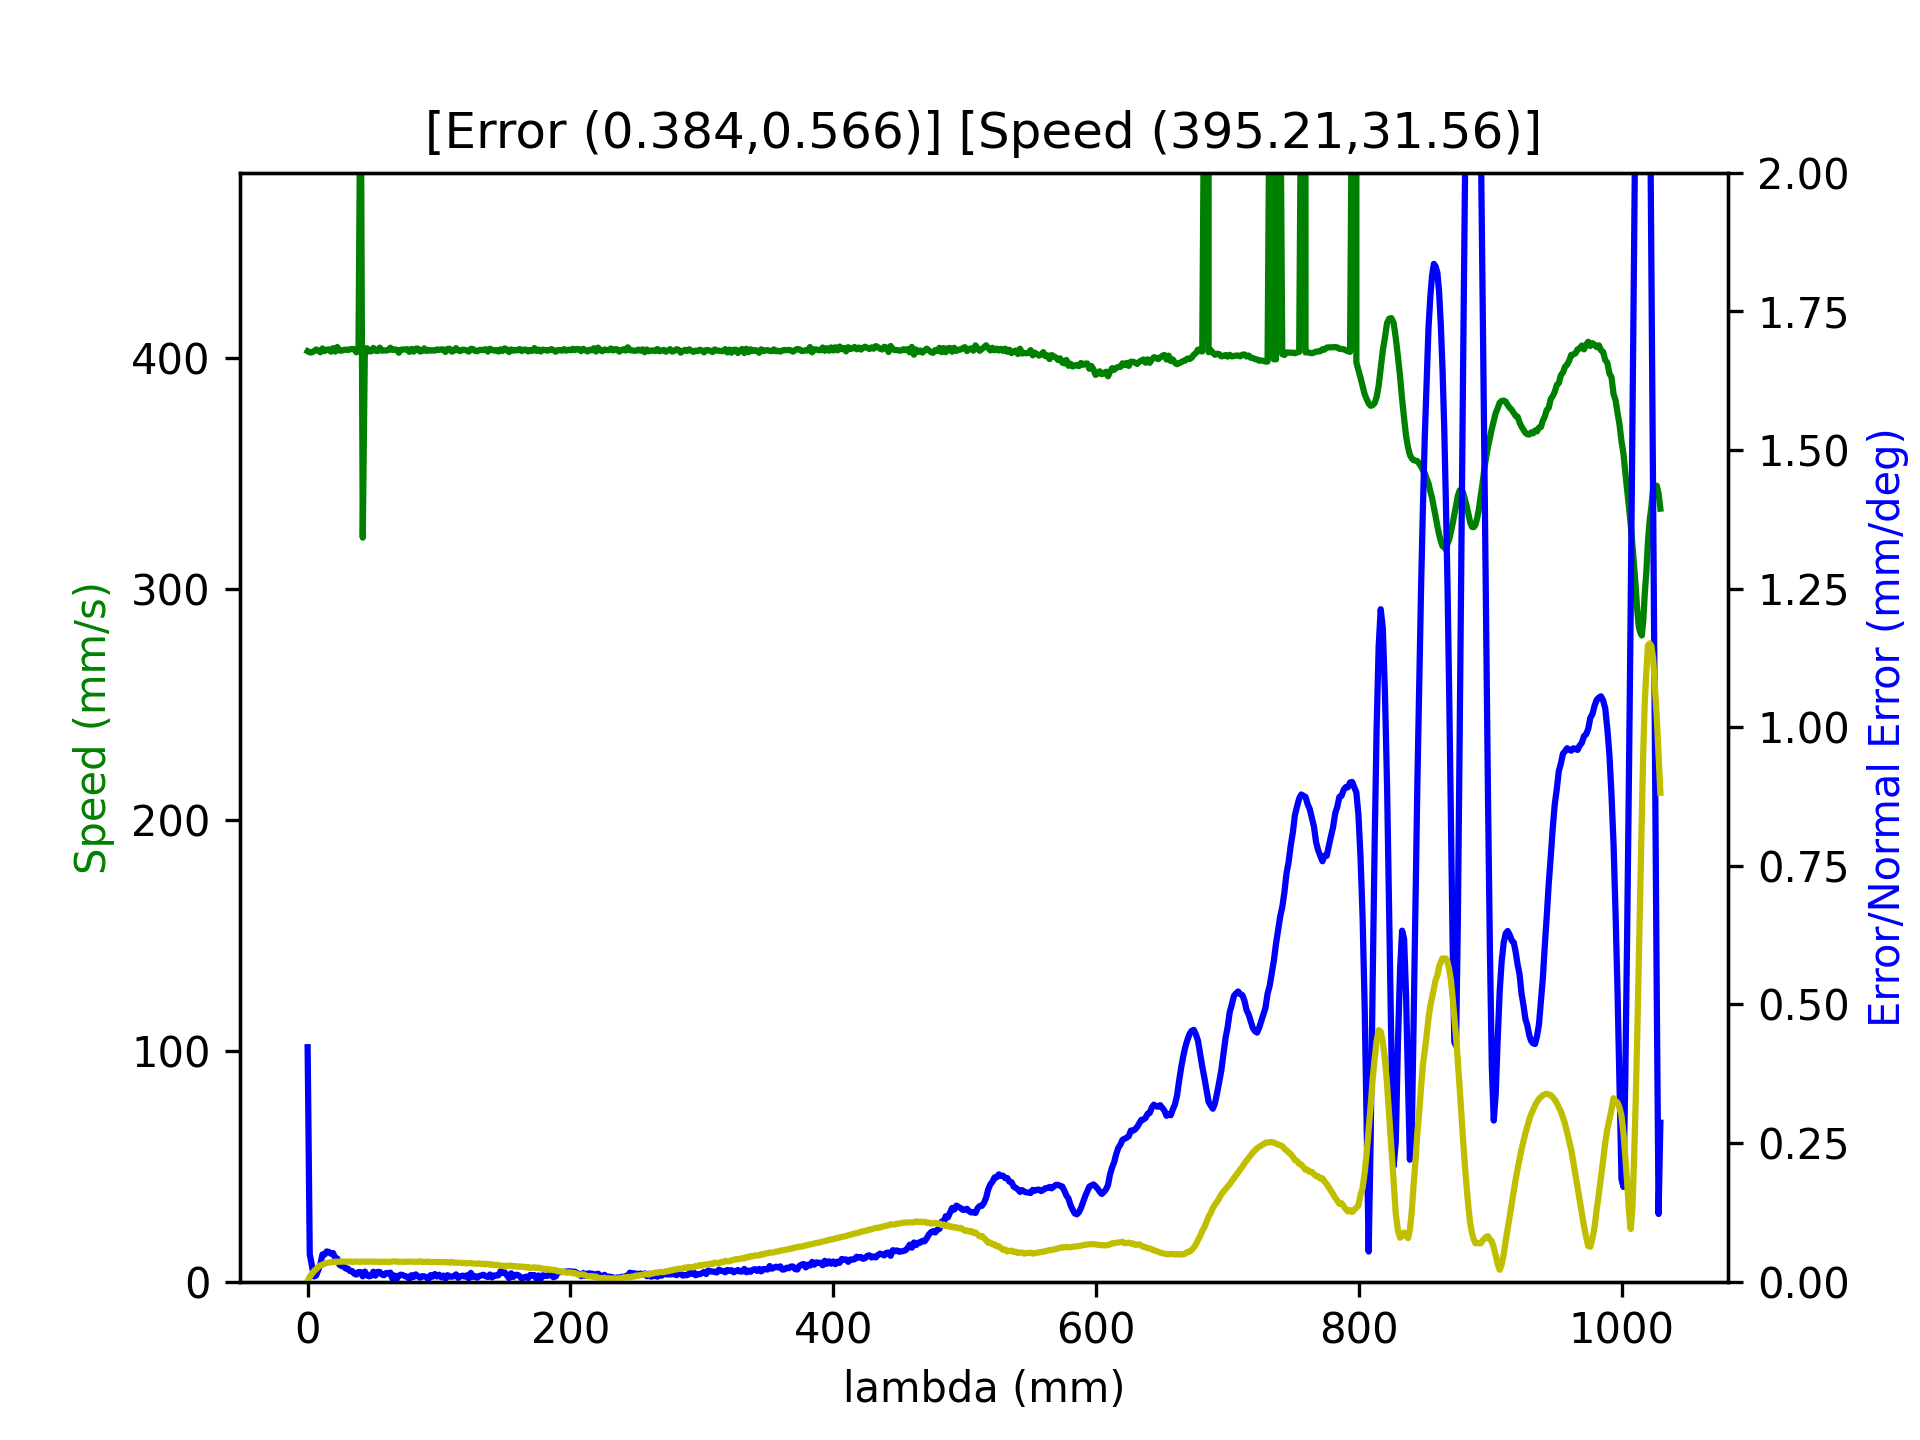 [Error (0.384,0.566)] [Speed (395.21,31.56)]
Speed (mm/s)
400
300
200
100
0
2.00
1.75
1.50
1.25
1.00
0.75
0.50
0.25
0.00
Error/Normal Error (mm/deg)
0 200 400 600 800 1000
lambda (mm)